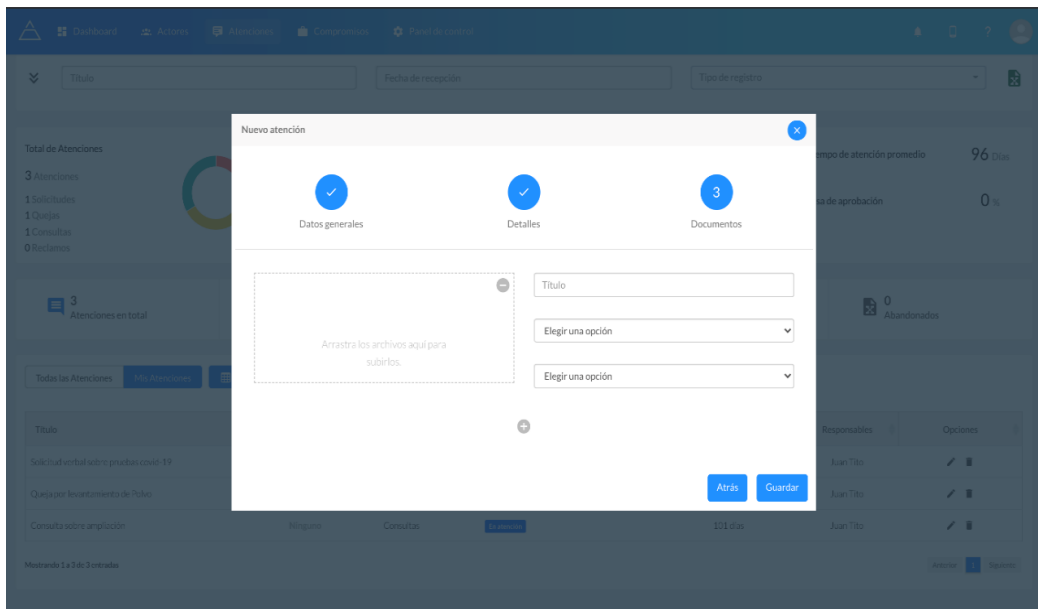 Dashboard Actores Atenciones Compromisos Panel de control ?
Título Fecha de recepción Tipo de registro
Nuevo atención
Total de Atenciones
3 Atenciones
1 Solicitudes
1 Quejas
1 Consultas
0 Reclamos
empo de atención promedio 96 Días
sa de aprobación 0 %
3
Datos generales Detalles Documentos
Arrastra los archivos aquí para
subirlos.
Título
Elegir una opción
Elegir una opción
3
Atenciones en total
0
Abandonados
Todas las Atenciones Mis Atenciones
Título Responsables Opciones
Solicitud verbal sobre pruebas covid-19 Juan Tito
Queja por levantamiento de Polvo Juan Tito
Atrás Guardar
Consulta sobre ampliación Ninguno Consultas En atención 101 días Juan Tito
Mostrando 1 a 3 de 3 entradas Anterior 1 Siguiente